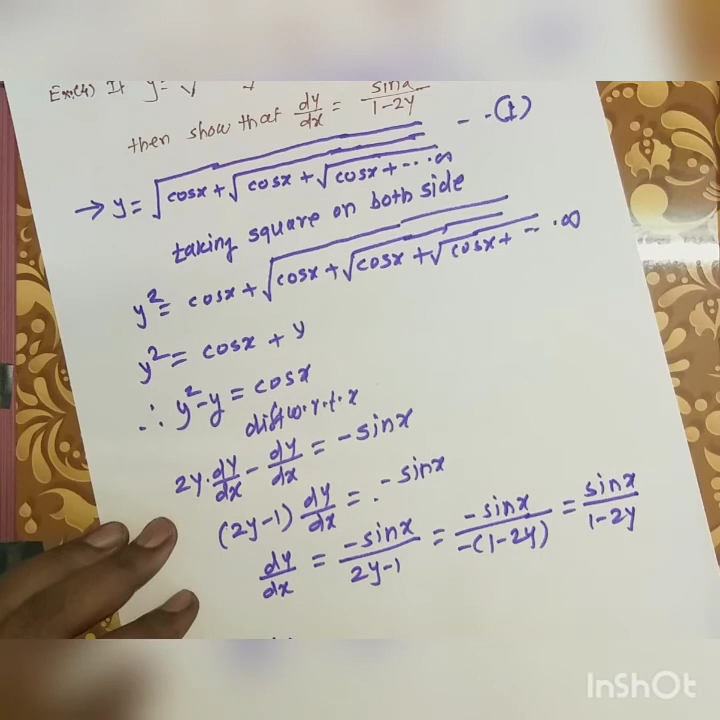 Ex.(4) If y = √
then show that dy/dx = sinx/1-2y
→ y = √cosx + √cosx + √cosx + - - - ∞ - - (1)
taking square on both side
y² = cosx + √cosx + √cosx + √cosx + - - - ∞
y² = cosx + y
∴ y² - y = cosx
diff w.r.t. x
2y · dy/dx - dy/dx = - sinx
(2y-1) dy/dx = - sinx
dy/dx = -sinx/2y-1 = -sinx/-(1-2y) = sinx/1-2y
InShOt